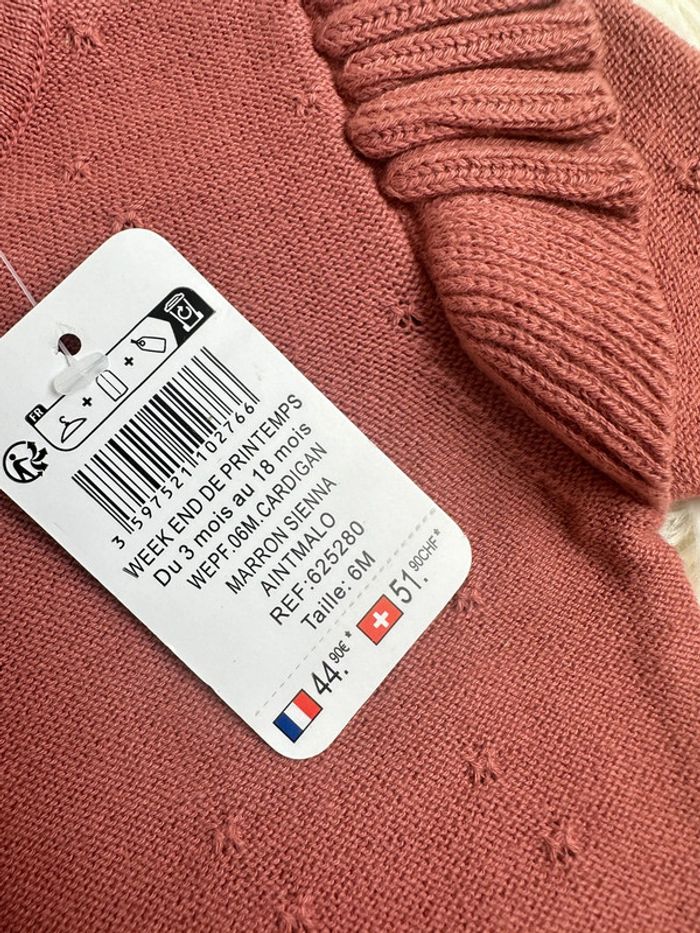 FR
+ +
3 597521 102766
WEEK END DE PRINTEMPS
Du 3 mois au 18 mois
WEPF.06M.CARDIGAN
MARRON SIENNA
AINTMALO
REF:625280
Taille: 6M
44.90€*
51.90CHF*